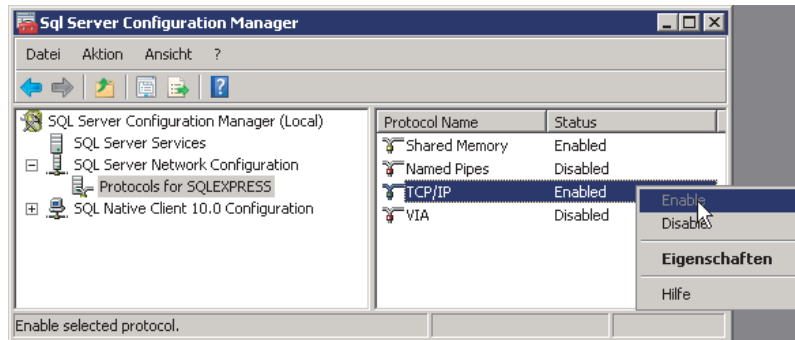 Sql Server Configuration Manager
Datei Aktion Ansicht ?
SQL Server Configuration Manager (Local)
SQL Server Services
SQL Server Network Configuration
Protocols for SQLEXPRESS
SQL Native Client 10.0 Configuration
Protocol Name Status
Shared Memory Enabled
Named Pipes Disabled
TCP/IP Enabled
VIA Disabled
Enable
Disable
Eigenschaften
Hilfe
Enable selected protocol.